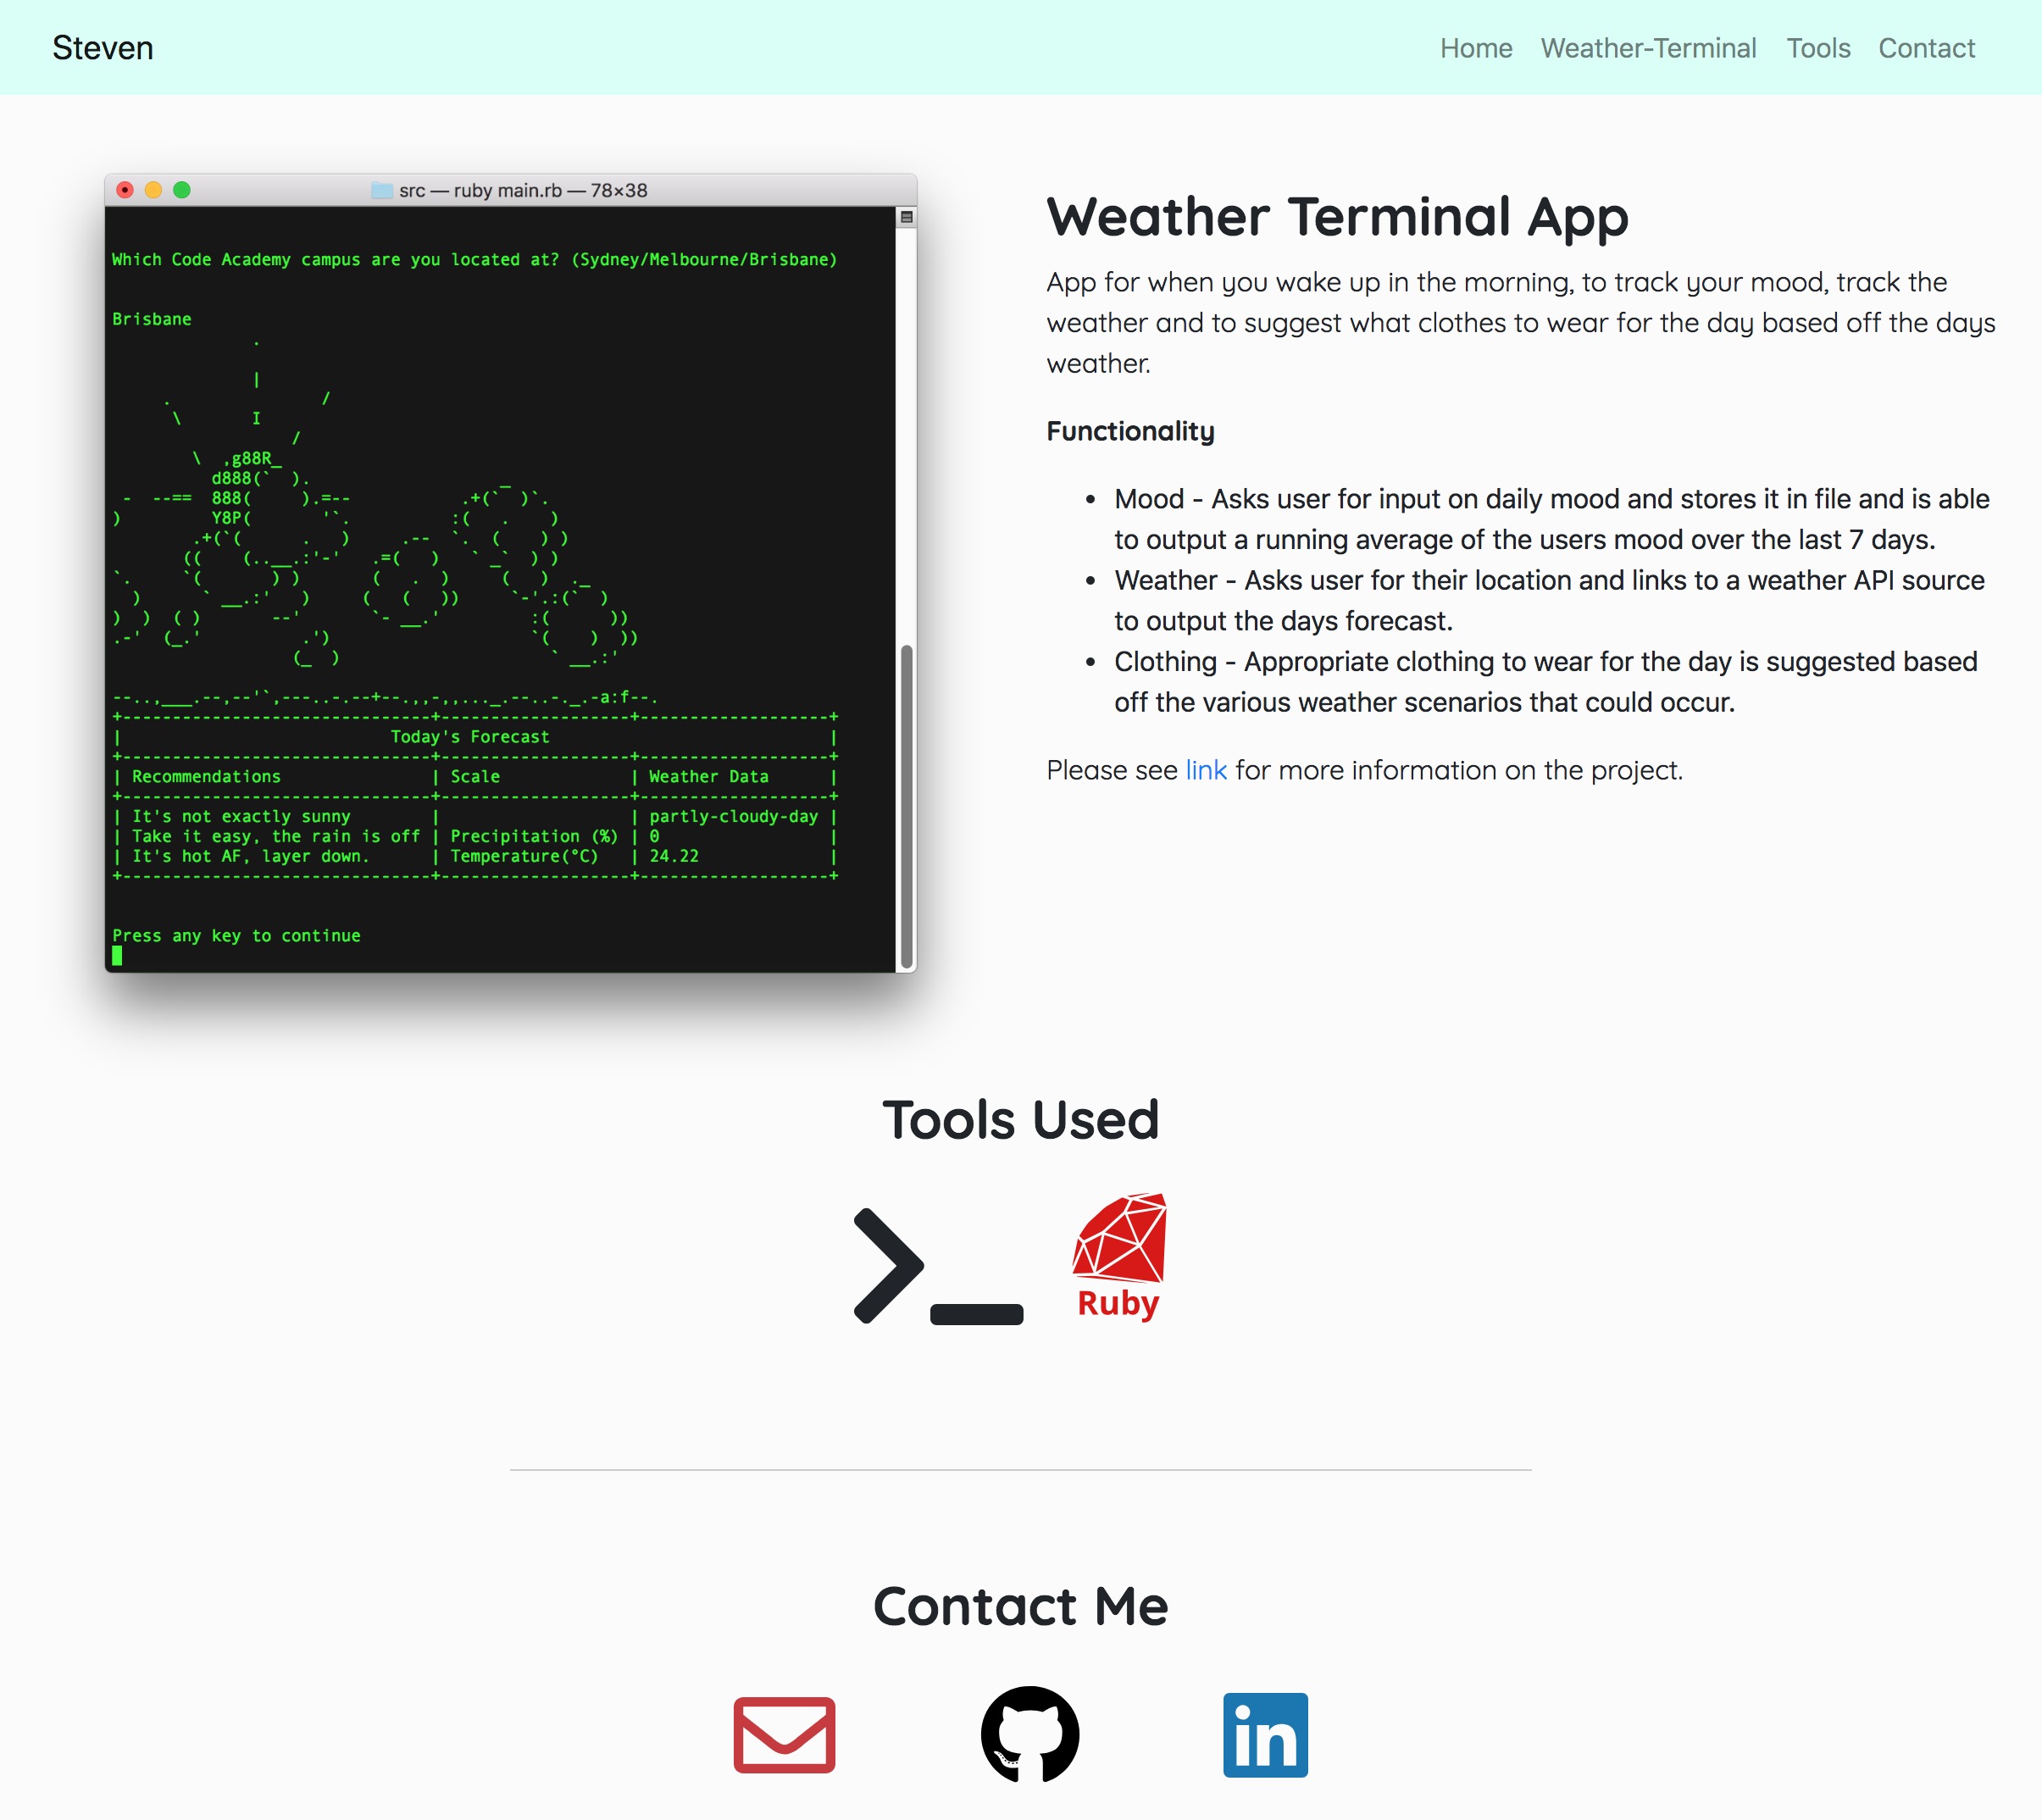 Steven
Home Weather-Terminal Tools Contact
src — ruby main.rb — 78×38
Which Code Academy campus are you located at? (Sydney/Melbourne/Brisbane)
Brisbane
Today's Forecast
Recommendations | Scale | Weather Data
It's not exactly sunny | | partly-cloudy-day
Take it easy, the rain is off | Precipitation (%) | 0
It's hot AF, layer down. | Temperature(°C) | 24.22
Press any key to continue
Weather Terminal App
App for when you wake up in the morning, to track your mood, track the
weather and to suggest what clothes to wear for the day based off the days
weather.
Functionality
• Mood - Asks user for input on daily mood and stores it in file and is able
to output a running average of the users mood over the last 7 days.
• Weather - Asks user for their location and links to a weather API source
to output the days forecast.
• Clothing - Appropriate clothing to wear for the day is suggested based
off the various weather scenarios that could occur.
Please see link for more information on the project.
Tools Used
Ruby
Contact Me
in